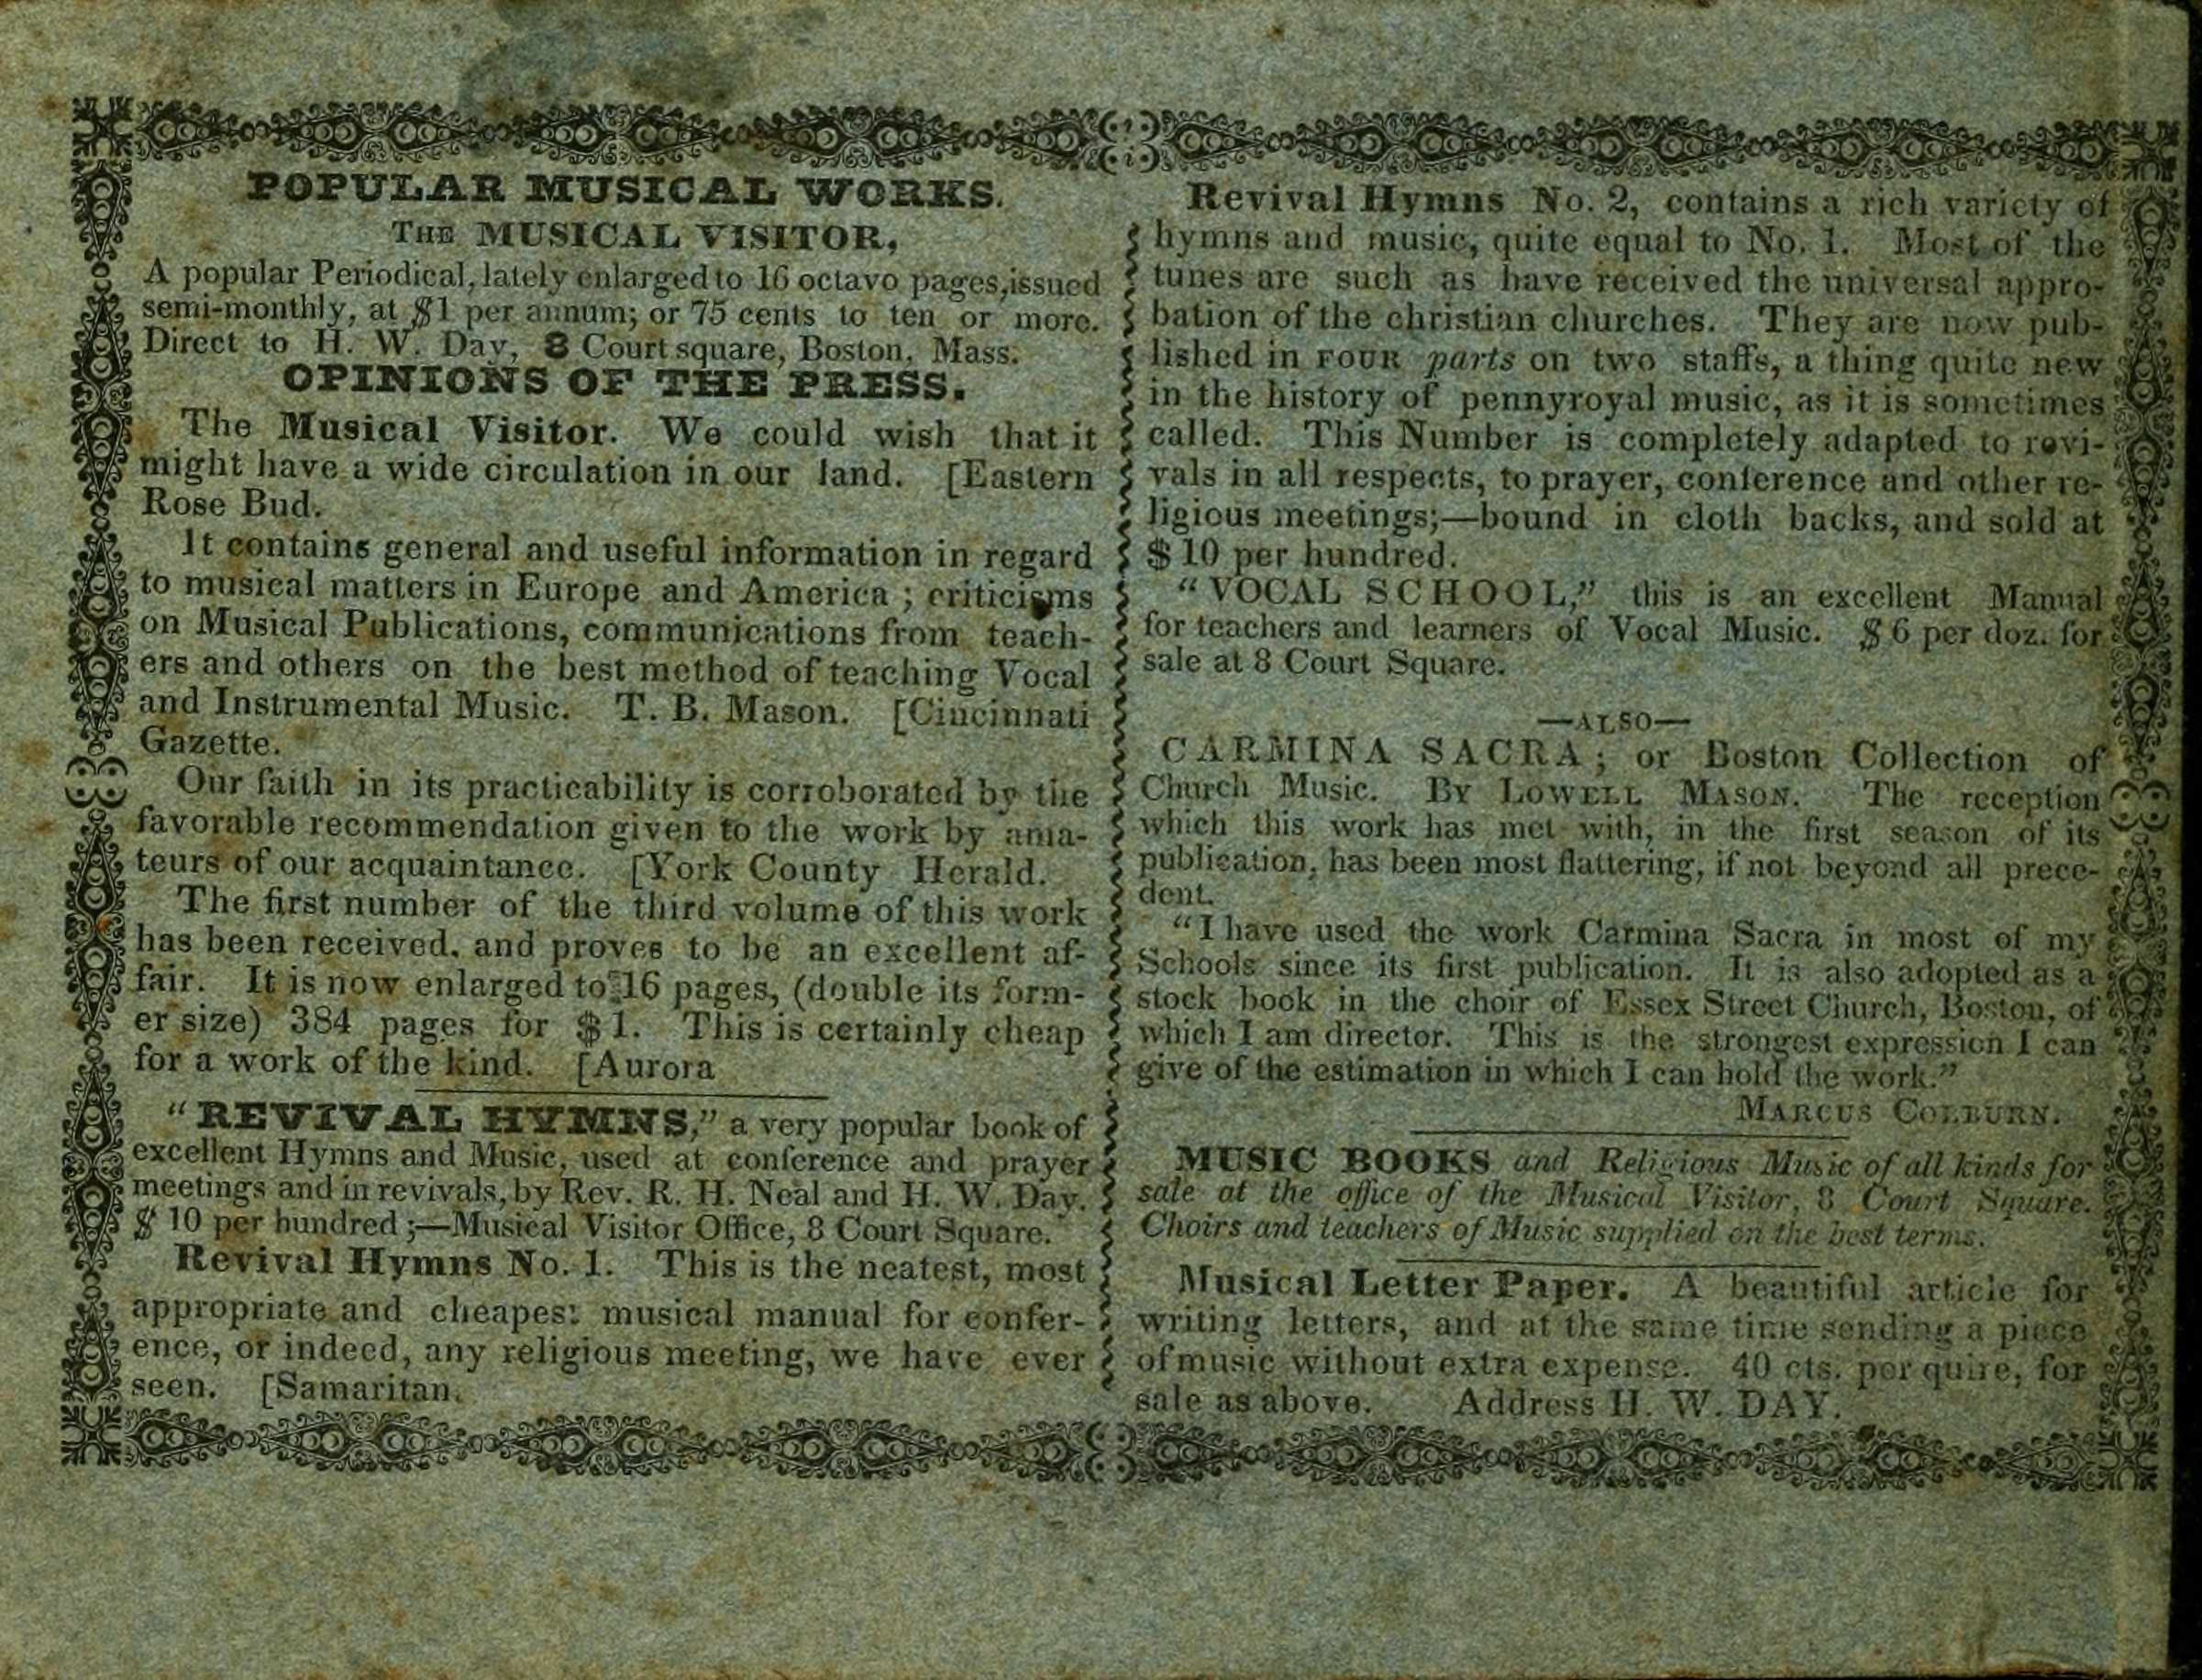 POPULAR MUSICAL WORKS.
THE MUSICAL VISITOR,
A popular Periodical, lately enlarged to 16 octavo pages, issued
semi-monthly, at $1 per annum; or 75 cents to ten or more.
Direct to H. W. Day, 8 Court square, Boston, Mass.
OPINIONS OF THE PRESS.
The Musical Visitor. We could wish that it
might have a wide circulation in our land. [Eastern
Rose Bud.
It contains general and useful information in regard
to musical matters in Europe and America ; criticisms
on Musical Publications, communications from teach-
ers and others on the best method of teaching Vocal
and Instrumental Music. T. B. Mason. [Cincinnati
Gazette.
Our faith in its practicability is corroborated by the
favorable recommendation given to the work by ama-
teurs of our acquaintance. [York County Herald.
The first number of the third volume of this work
has been received, and proves to be an excellent af-
fair. It is now enlarged to 16 pages, (double its form-
er size) 384 pages for $1. This is certainly cheap
for a work of the kind. [Aurora
"REVIVAL HYMNS," a very popular book of
excellent Hymns and Music, used at conference and prayer
meetings and in revivals, by Rev. R. H. Neal and H. W. Day.
$10 per hundred ;—Musical Visitor Office, 8 Court Square.
Revival Hymns No. 1. This is the neatest, most
appropriate and cheapest musical manual for confer-
ence, or indeed, any religious meeting, we have ever
seen. [Samaritan.
Revival Hymns No. 2, contains a rich variety of
hymns and music, quite equal to No. 1. Most of the
tunes are such as have received the universal appro-
bation of the christian churches. They are now pub-
lished in FOUR parts on two staffs, a thing quite new
in the history of pennyroyal music, as it is sometimes
called. This Number is completely adapted to revi-
vals in all respects, to prayer, conference and other re-
ligious meetings;—bound in cloth backs, and sold at
$10 per hundred.
"VOCAL SCHOOL," this is an excellent Manual
for teachers and learners of Vocal Music. $6 per doz. for
sale at 8 Court Square.
—ALSO—
CARMINA SACRA; or Boston Collection of
Church Music. BY LOWELL MASON. The reception
which this work has met with, in the first season of its
publication, has been most flattering, if not beyond all prece-
dent.
"I have used the work Carmina Sacra in most of my
Schools since its first publication. It is also adopted as a
stock book in the choir of Essex Street Church, Boston, of
which I am director. This is the strongest expression I can
give of the estimation in which I can hold the work."
MARCUS COLBURN.
MUSIC BOOKS and Religious Music of all kinds for
sale at the office of the Musical Visitor, 8 Court Square.
Choirs and teachers of Music supplied on the best terms.
Musical Letter Paper. A beautiful article for
writing letters, and at the same time sending a piece
of music without extra expense. 40 cts. per quire, for
sale as above. Address H. W. DAY.